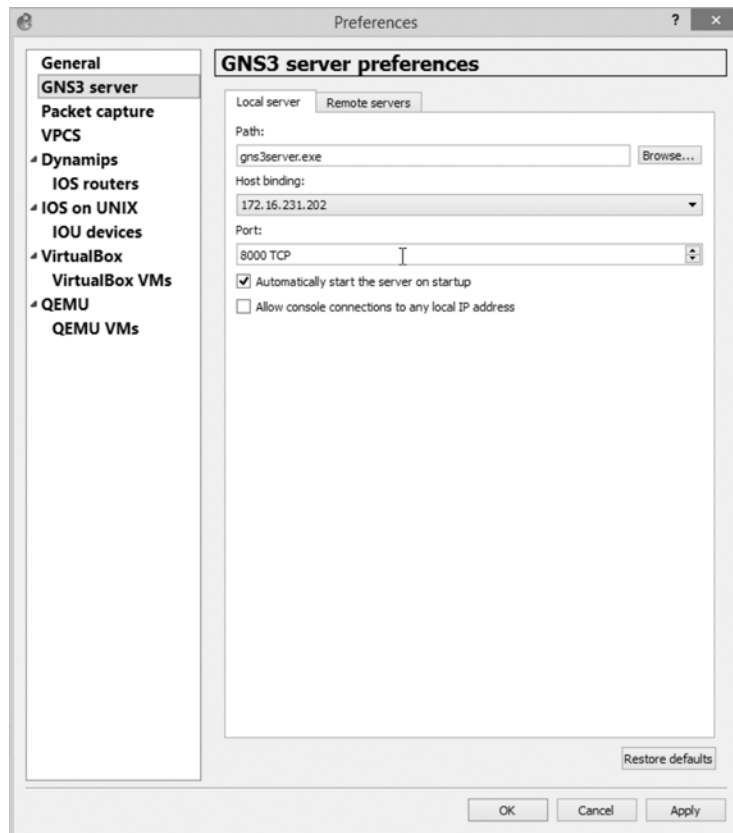 Preferences
?
×
General
GNS3 server
Packet capture
VPCS
Dynamips
IOS routers
IOS on UNIX
IOU devices
VirtualBox
VirtualBox VMs
QEMU
QEMU VMs
GNS3 server preferences
Local server
Remote servers
Path:
gns3server.exe
Browse...
Host binding:
172.16.231.202
Port:
8000 TCP
Automatically start the server on startup
Allow console connections to any local IP address
Restore defaults
OK
Cancel
Apply